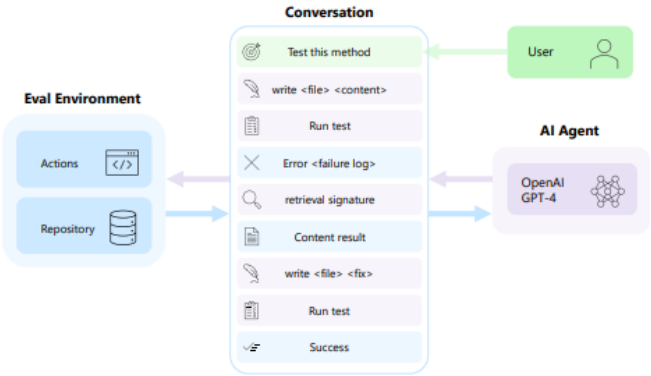 Conversation
Test this method
User
write <file> <content>
Eval Environment
Run test
AI Agent
Actions
</>
Error <failure log>
OpenAI
GPT-4
retrieval signature
Repository
Content result
write <file> <fix>
Run test
Success